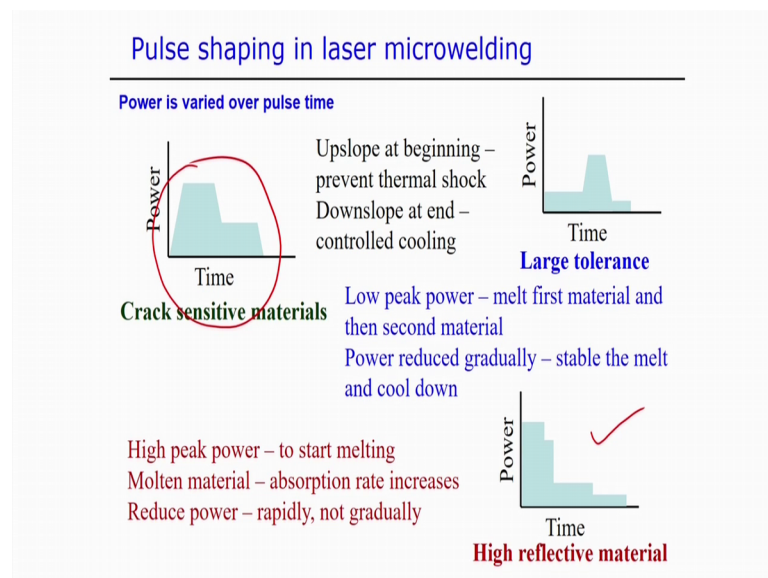 Pulse shaping in laser microwelding
Power is varied over pulse time
Power
Time
Crack sensitive materials
Upslope at beginning –
prevent thermal shock
Downslope at end –
controlled cooling
Power
Time
Large tolerance
Low peak power – melt first material and
then second material
Power reduced gradually – stable the melt
and cool down
High peak power – to start melting
Molten material – absorption rate increases
Reduce power – rapidly, not gradually
Power
Time
High reflective material